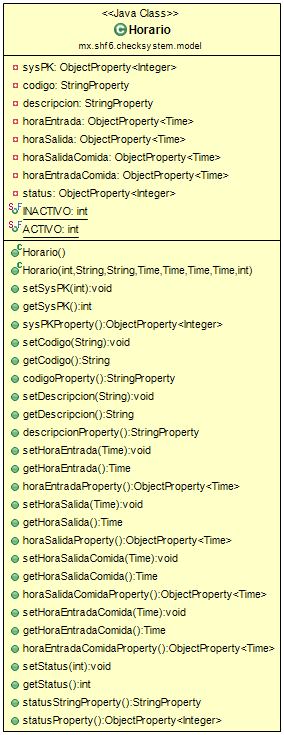 <<Java Class>>
Horario
mx.shf6.checksystem.model
sysPK: ObjectProperty<Integer>
codigo: StringProperty
descripcion: StringProperty
horaEntrada: ObjectProperty<Time>
horaSalida: ObjectProperty<Time>
horaSalidaComida: ObjectProperty<Time>
horaEntradaComida: ObjectProperty<Time>
status: ObjectProperty<Integer>
INACTIVO: int
ACTIVO: int
Horario()
Horario(int,String,String,Time,Time,Time,Time,int)
setSysPK(int):void
getSysPK():int
sysPKProperty():ObjectProperty<Integer>
setCodigo(String):void
getCodigo():String
codigoProperty():StringProperty
setDescripcion(String):void
getDescripcion():String
descripcionProperty():StringProperty
setHoraEntrada(Time):void
getHoraEntrada():Time
horaEntradaProperty():ObjectProperty<Time>
setHoraSalida(Time):void
getHoraSalida():Time
horaSalidaProperty():ObjectProperty<Time>
setHoraSalidaComida(Time):void
getHoraSalidaComida():Time
horaSalidaComidaProperty():ObjectProperty<Time>
setHoraEntradaComida(Time):void
getHoraEntradaComida():Time
horaEntradaComidaProperty():ObjectProperty<Time>
setStatus(int):void
getStatus():int
statusStringProperty():StringProperty
statusProperty():ObjectProperty<Integer>